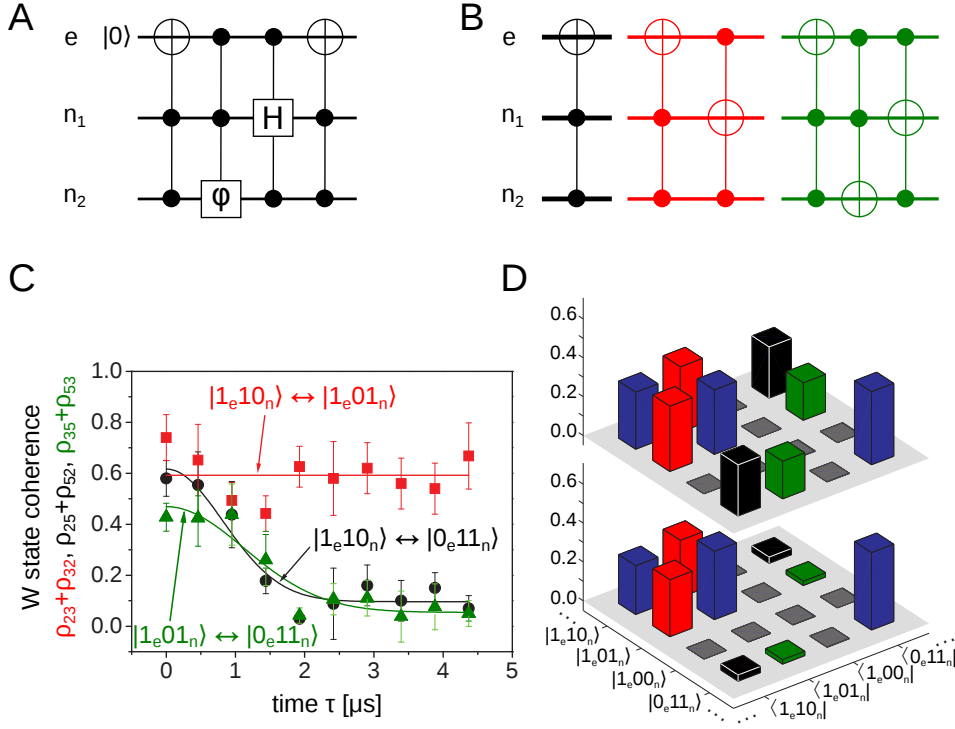 A
e |0⟩
n₁ H
n₂ φ
B
e
n₁
n₂
C
W state coherence
ρ₂₃+ρ₃₂, ρ₂₅+ρ₅₂, ρ₃₅+ρ₅₃
1.0
0.8
0.6
0.4
0.2
0.0
|1ₑ10ₙ⟩ ↔ |1ₑ01ₙ⟩
|1ₑ10ₙ⟩ ↔ |0ₑ11ₙ⟩
|1ₑ01ₙ⟩ ↔ |0ₑ11ₙ⟩
0 1 2 3 4 5
time τ [µs]
D
0.6
0.4
0.2
0.0
0.6
0.4
0.2
0.0
|1ₑ10ₙ⟩
|1ₑ01ₙ⟩
|1ₑ00ₙ⟩
|0ₑ11ₙ⟩
...
...
⟨1ₑ10ₙ|
⟨1ₑ01ₙ|
⟨1ₑ00ₙ|
⟨0ₑ11ₙ|
...
...